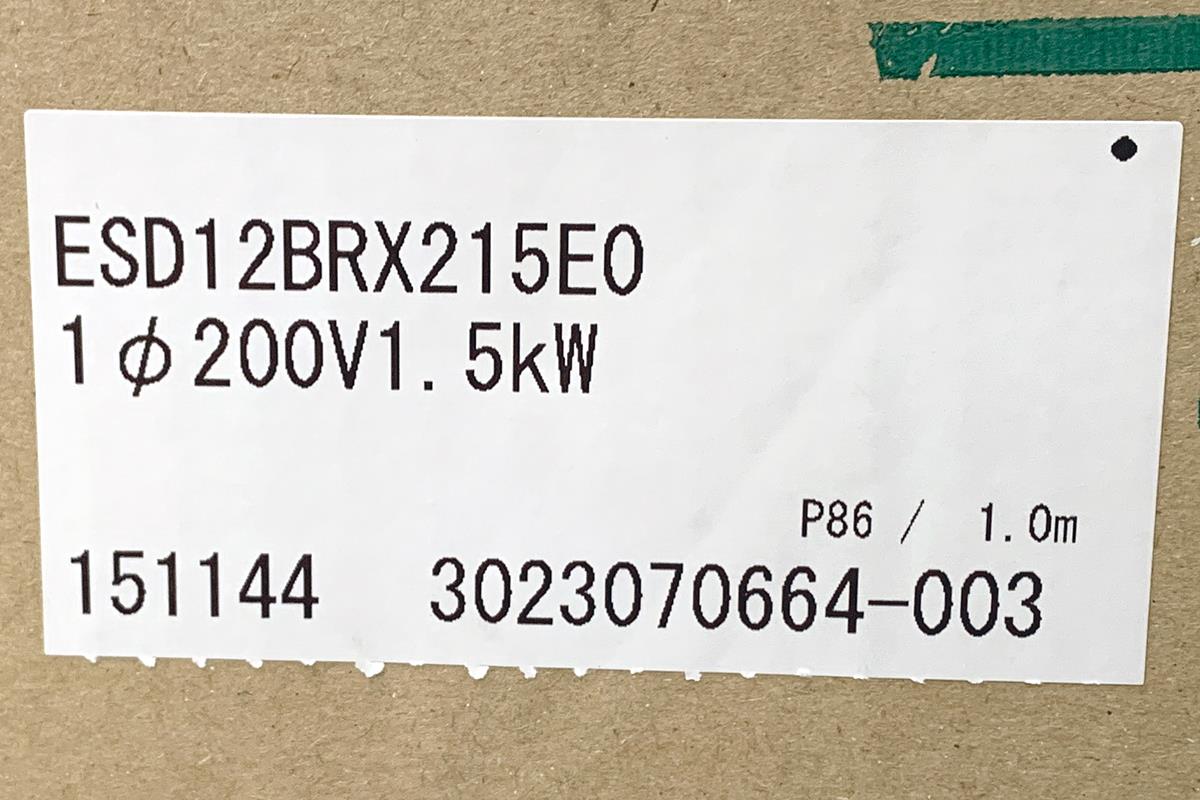 ESD12BRX215E0
1φ200V1.5kW
P86 / 1.0m
151144 3023070664-003